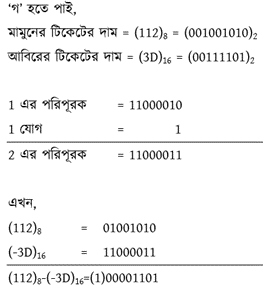 ‘গ’ হতে পাই,
মামুনের টিকেটের দাম = (112)₈ = (001001010)₂
আবিরের টিকেটের দাম = (3D)₁₆ = (00111101)₂
1 এর পরিপূরক = 11000010
1 যোগ = 1
2 এর পরিপূরক = 11000011
এখন,
(112)₈ = 01001010
(-3D)₁₆ = 11000011
(112)₈-(-3D)₁₆=(1)00001101